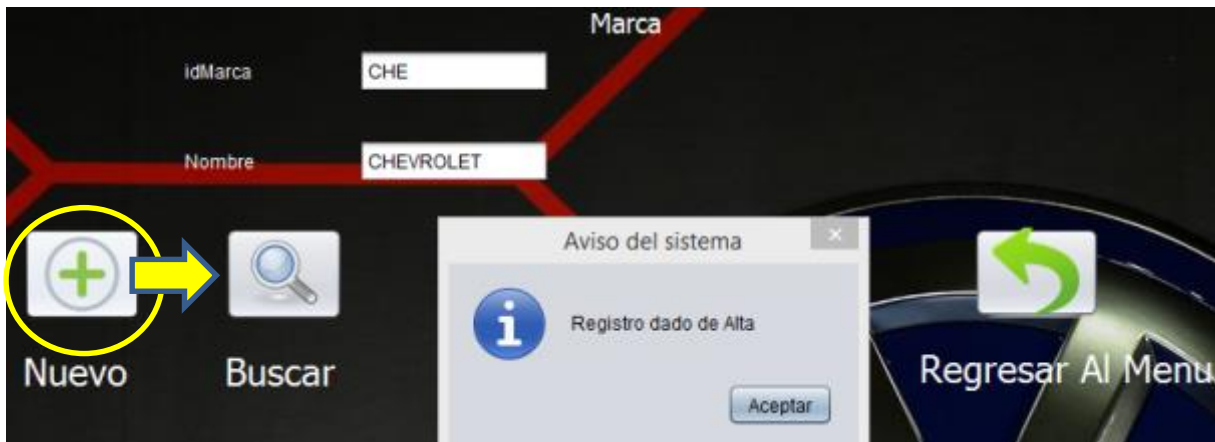 Marca
idMarca CHE
Nombre CHEVROLET
Aviso del sistema
Registro dado de Alta
Aceptar
Nuevo Buscar Regresar Al Menu